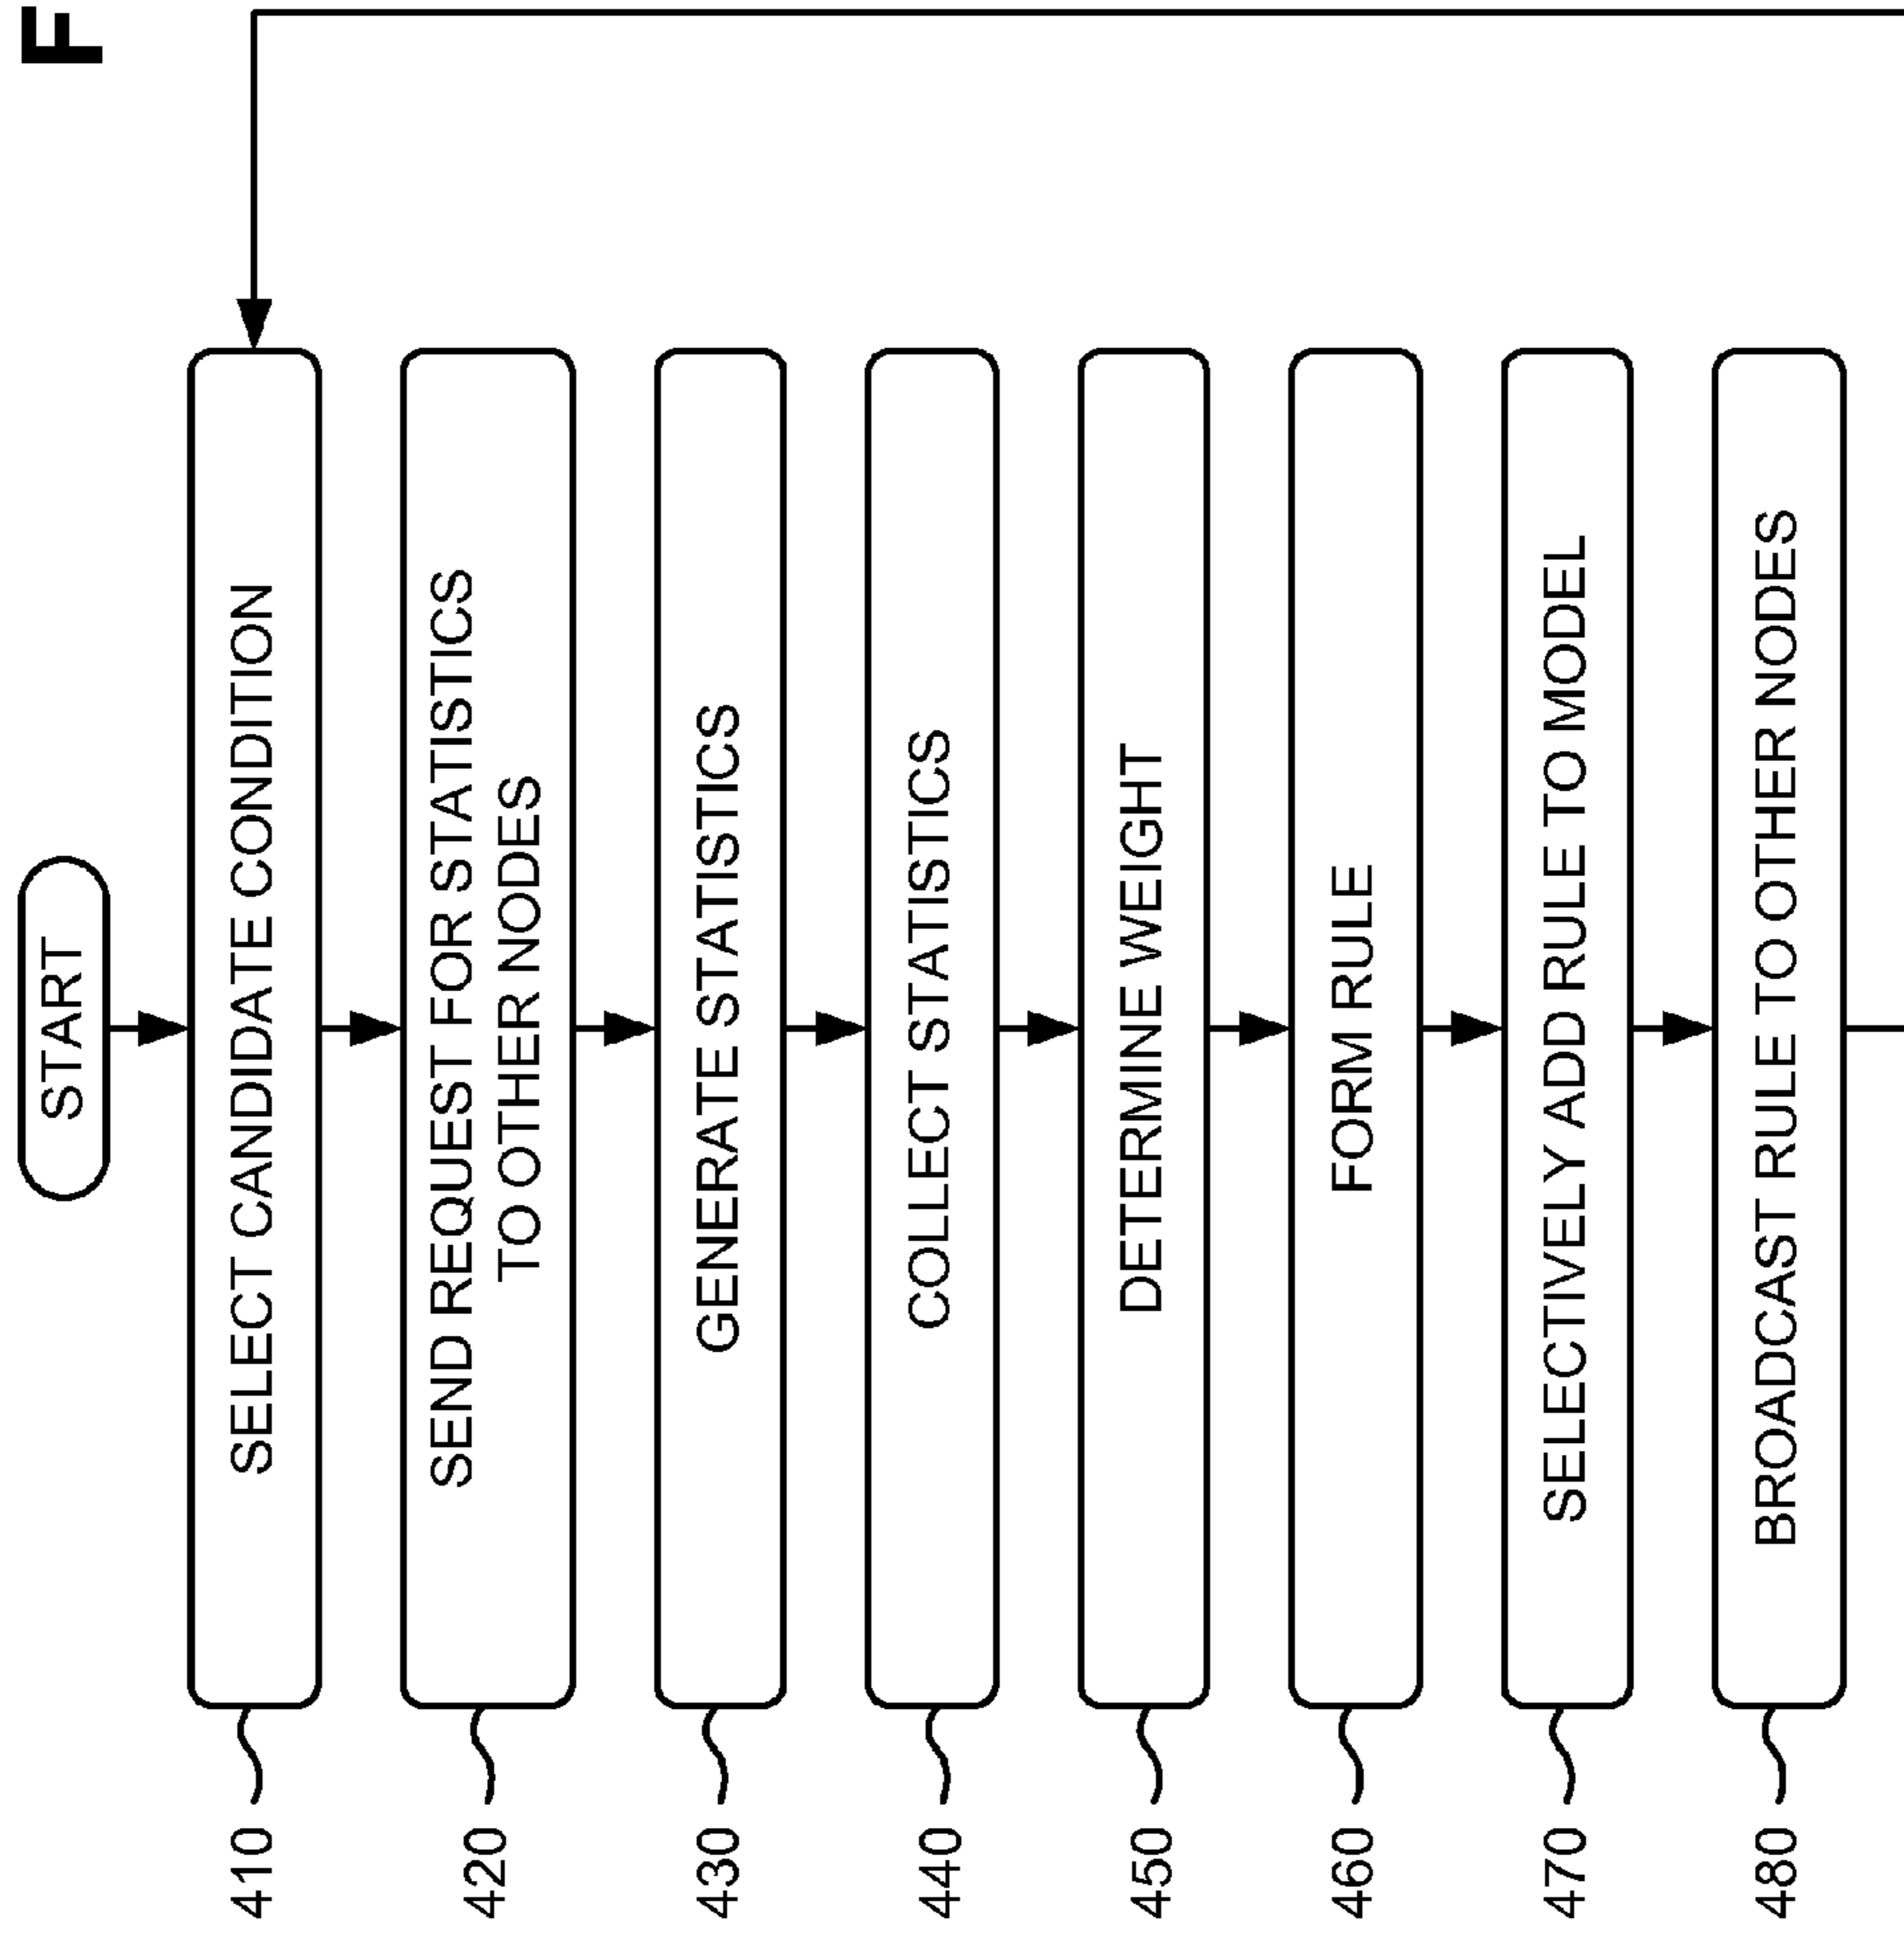 F
START
410
SELECT CANDIDATE CONDITION
420
SEND REQUEST FOR STATISTICS
TO OTHER NODES
430
GENERATE STATISTICS
440
COLLECT STATISTICS
450
DETERMINE WEIGHT
460
FORM RULE
470
SELECTIVELY ADD RULE TO MODEL
480
BROADCAST RULE TO OTHER NODES